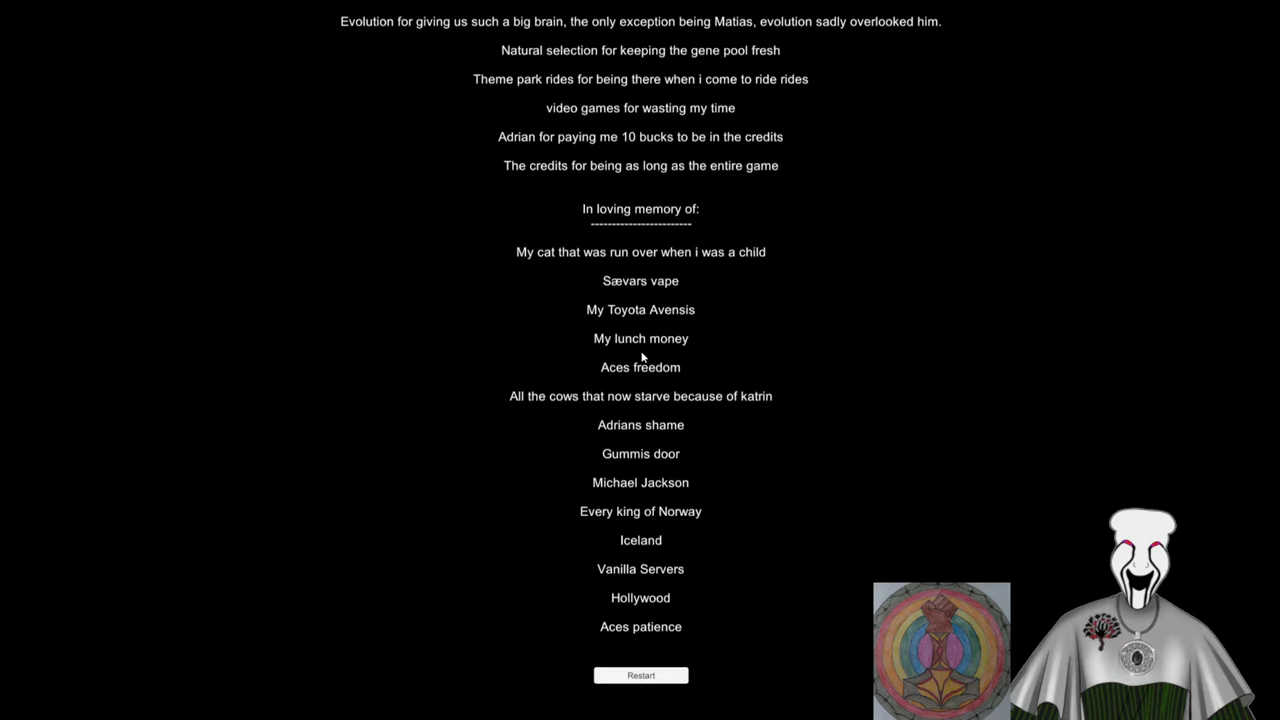 Evolution for giving us such a big brain, the only exception being Matias, evolution sadly overlooked him.
Natural selection for keeping the gene pool fresh
Theme park rides for being there when i come to ride rides
video games for wasting my time
Adrian for paying me 10 bucks to be in the credits
The credits for being as long as the entire game
In loving memory of:
------------------------
My cat that was run over when i was a child
Sævars vape
My Toyota Avensis
My lunch money
Aces freedom
All the cows that now starve because of katrin
Adrians shame
Gummis door
Michael Jackson
Every king of Norway
Iceland
Vanilla Servers
Hollywood
Aces patience
Restart